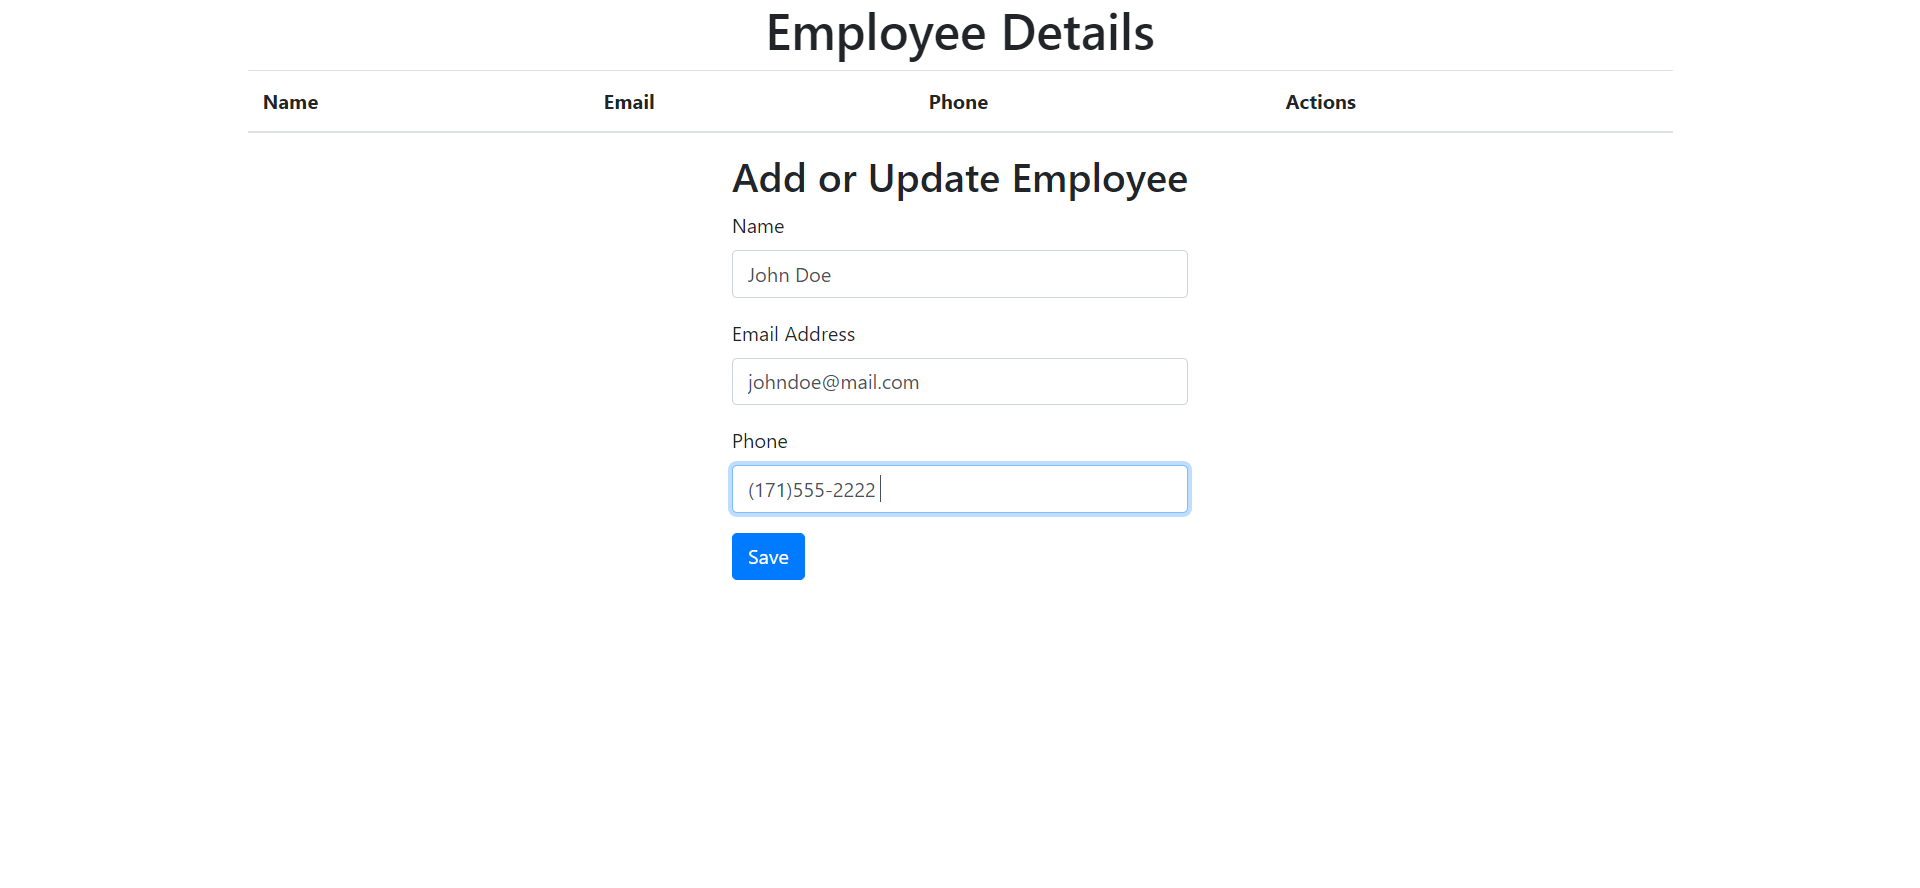 Employee Details
Name Email Phone Actions
Add or Update Employee
Name
John Doe
Email Address
johndoe@mail.com
Phone
(171)555-2222
Save